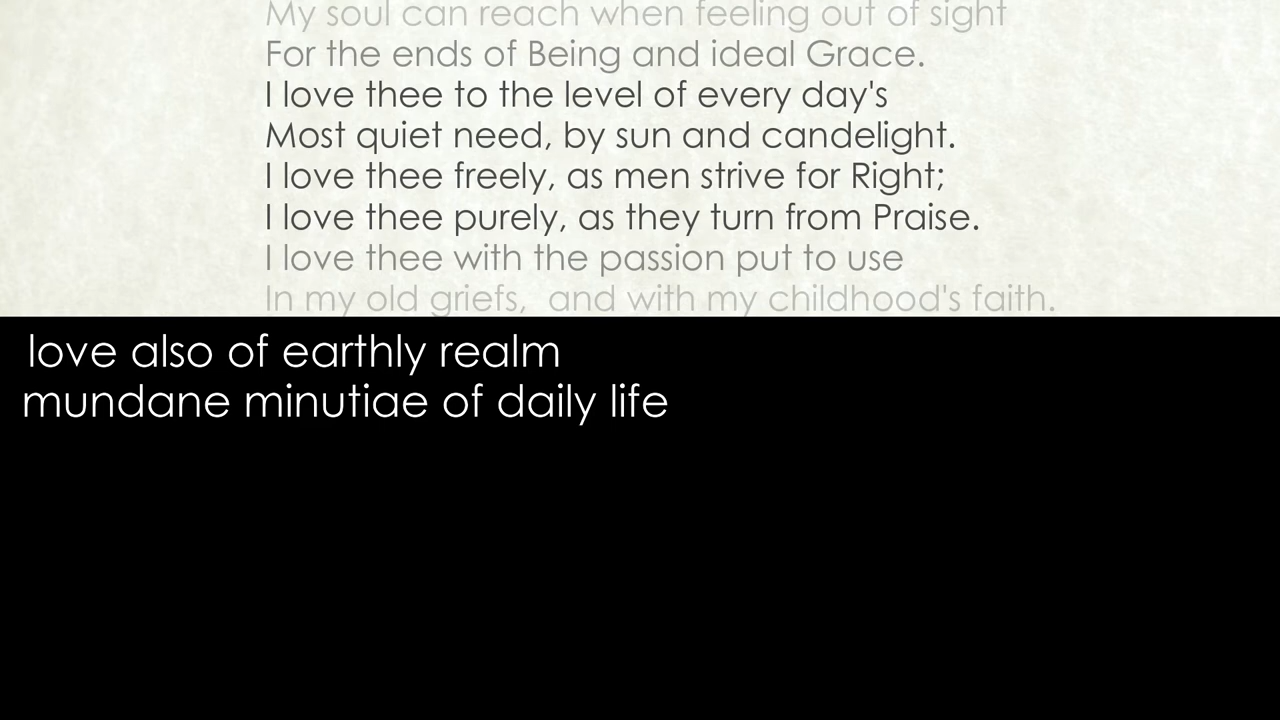 My soul can reach when feeling out of sight
For the ends of Being and ideal Grace.
I love thee to the level of every day's
Most quiet need, by sun and candelight.
I love thee freely, as men strive for Right;
I love thee purely, as they turn from Praise.
I love thee with the passion put to use
In my old griefs,  and with my childhood's faith.
love also of earthly realm
mundane minutiae of daily life